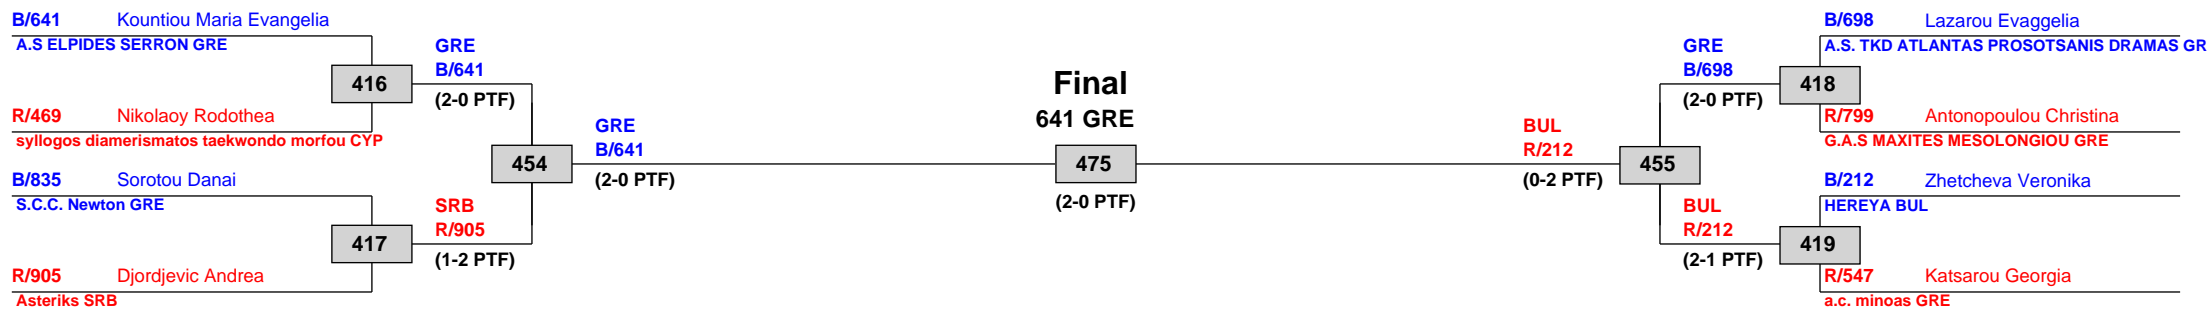 B/641 Kountiou Maria Evangelia
A.S ELPIDES SERRON GRE
GRE
B/641
416
(2-0 PTF)
R/469 Nikolaoy Rodothea
syllogos diamerismatos taekwondo morfou CYP
GRE
B/641
454
(2-0 PTF)
B/835 Sorotou Danai
S.C.C. Newton GRE
SRB
R/905
417
(1-2 PTF)
R/905 Djordjevic Andrea
Asteriks SRB
Final
641 GRE
475
(2-0 PTF)
B/698 Lazarou Evaggelia
A.S. TKD ATLANTAS PROSOTSANIS DRAMAS GR
GRE
B/698
418
(2-0 PTF)
R/799 Antonopoulou Christina
G.A.S MAXITES MESOLONGIOU GRE
BUL
R/212
455
(0-2 PTF)
B/212 Zhetcheva Veronika
HEREYA BUL
BUL
R/212
419
(2-1 PTF)
R/547 Katsarou Georgia
a.c. minoas GRE